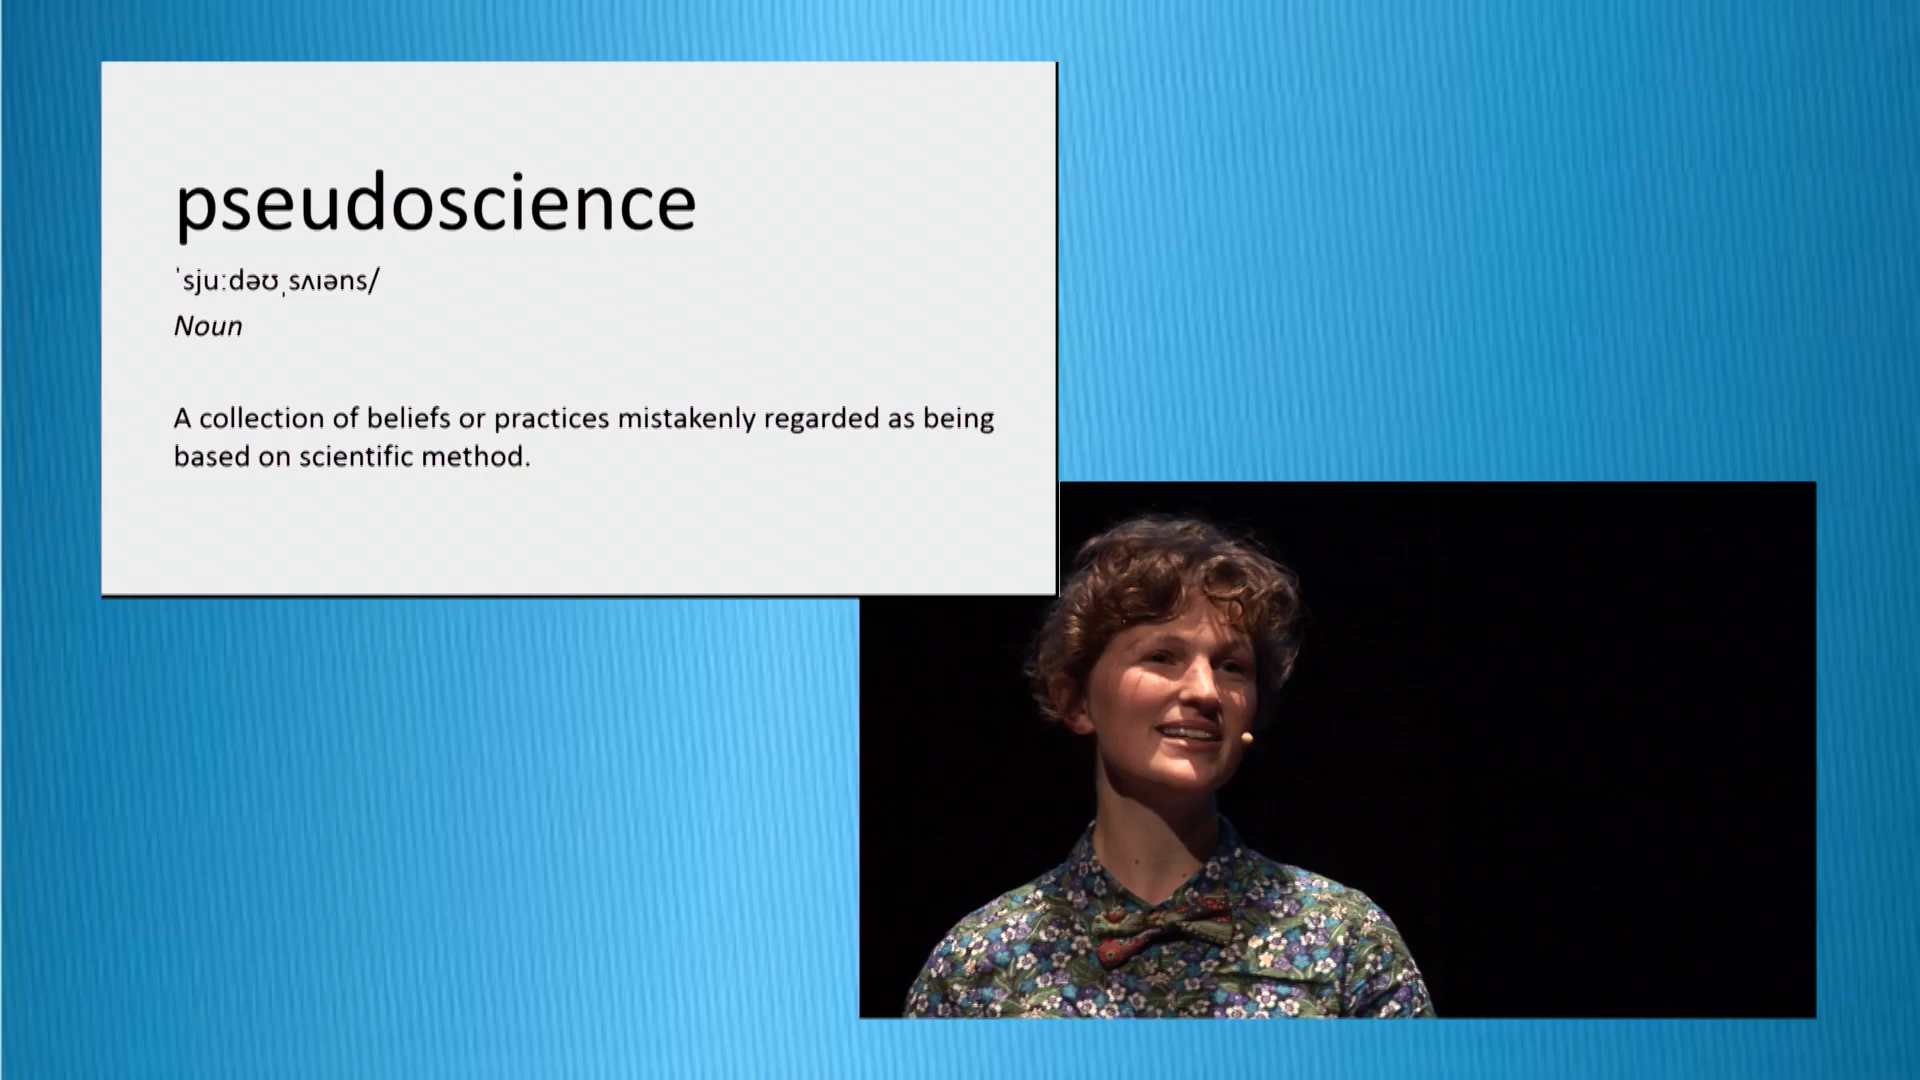 pseudoscience
ˈsjuːdəʊˌsʌɪəns/
Noun
A collection of beliefs or practices mistakenly regarded as being
based on scientific method.